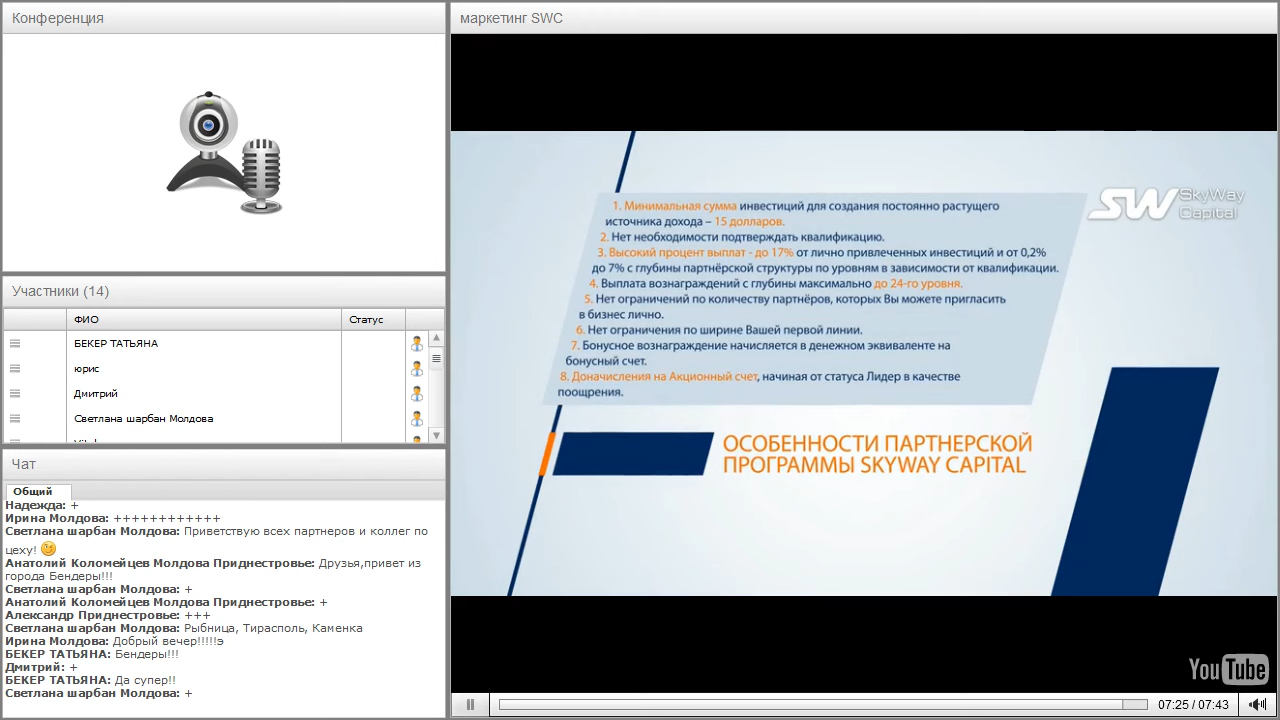 Конференция
Участники (14)
ФИО
Статус
БЕКЕР ТАТЬЯНА
юрис
Дмитрий
Светлана шарбан Молдова
Чат
Общий
Надежда: +
Ирина Молдова: ++++++++++++
Светлана шарбан Молдова: Приветствую всех партнеров и коллег по
цеху!
Анатолий Коломейцев Молдова Приднестровье: Друзья,привет из
города Бендеры!!!
Светлана шарбан Молдова: +
Анатолий Коломейцев Молдова Приднестровье: +
Александр Приднестровье: +++
Светлана шарбан Молдова: Рыбница, Тирасполь, Каменка
Ирина Молдова: Добрый вечер!!!!!э
БЕКЕР ТАТЬЯНА: Бендеры!!!
Дмитрий: +
БЕКЕР ТАТЬЯНА: Да супер!!
Светлана шарбан Молдова: +
маркетинг SWC
SW SkyWay
Capital
1. Минимальная сумма инвестиций для создания постоянно растущего
источника дохода – 15 долларов.
2. Нет необходимости подтверждать квалификацию.
3. Высокий процент выплат - до 17% от лично привлеченных инвестиций и от 0,2%
до 7% с глубины партнёрской структуры по уровням в зависимости от квалификации.
4. Выплата вознаграждений с глубины максимально до 24-го уровня.
5. Нет ограничений по количеству партнёров, которых Вы можете пригласить
в бизнес лично.
6. Нет ограничения по ширине Вашей первой линии.
7. Бонусное вознаграждение начисляется в денежном эквиваленте на
бонусный счет.
8. Доначисления на Акционный счет, начиная от статуса Лидер в качестве
поощрения.
ОСОБЕННОСТИ ПАРТНЕРСКОЙ
ПРОГРАММЫ SKYWAY CAPITAL
YouTube
07:25 / 07:43